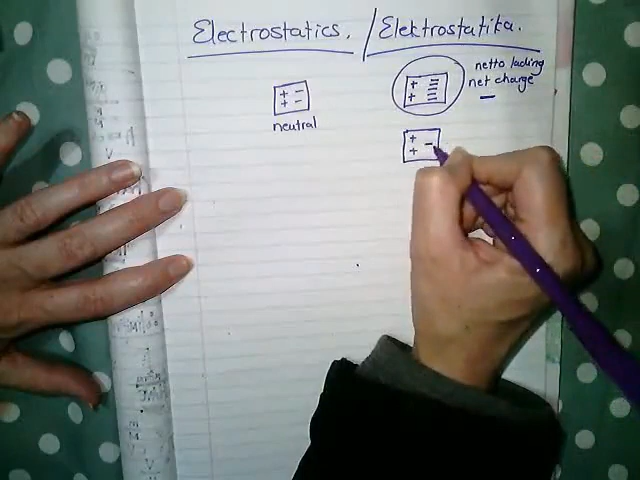 Electrostatics. / Elektrostatika.
netto lading
net charge
–
+ –
+ –
neutral
+ –
+